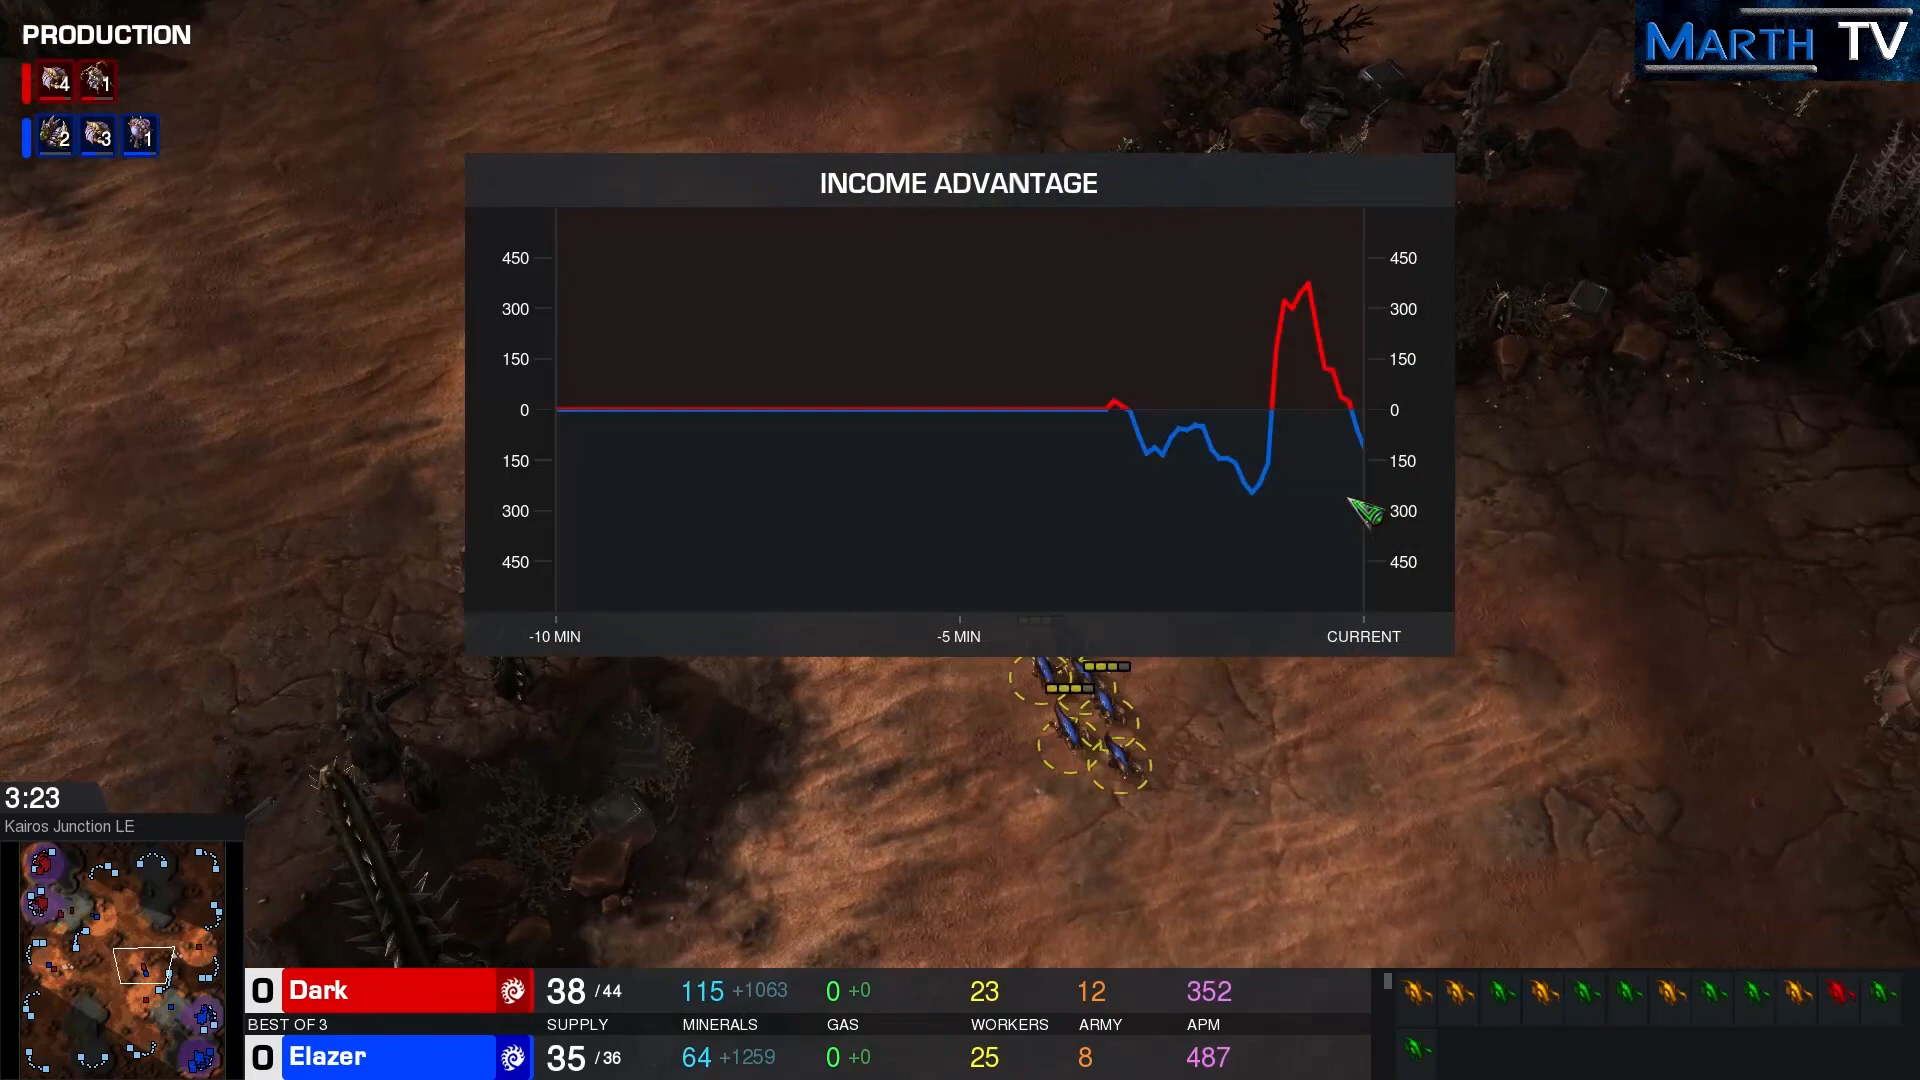 PRODUCTION
4 1
2 3 1
MARTH TV
INCOME ADVANTAGE
450 450
300 300
150 150
0 0
150 150
300 300
450 450
-10 MIN -5 MIN CURRENT
3:23
Kairos Junction LE
0 Dark 38 /44 115 +1063 0 +0 23 12 352
BEST OF 3 SUPPLY MINERALS GAS WORKERS ARMY APM
0 Elazer 35 /36 64 +1259 0 +0 25 8 487